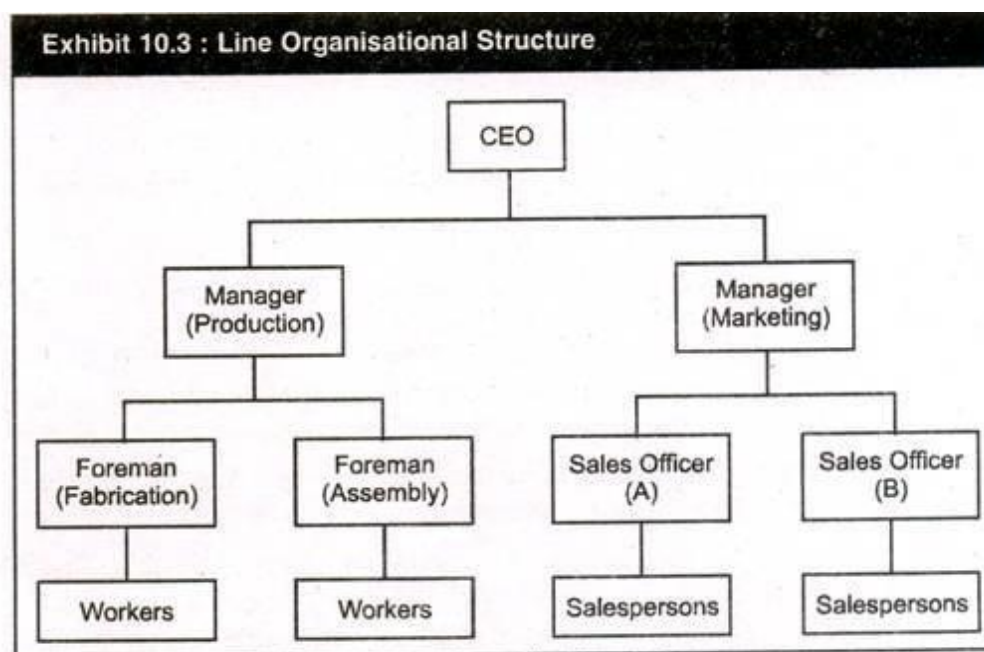 Exhibit 10.3 : Line Organisational Structure
CEO
Manager
(Production)
Manager
(Marketing)
Foreman
(Fabrication)
Foreman
(Assembly)
Sales Officer
(A)
Sales Officer
(B)
Workers
Workers
Salespersons
Salespersons